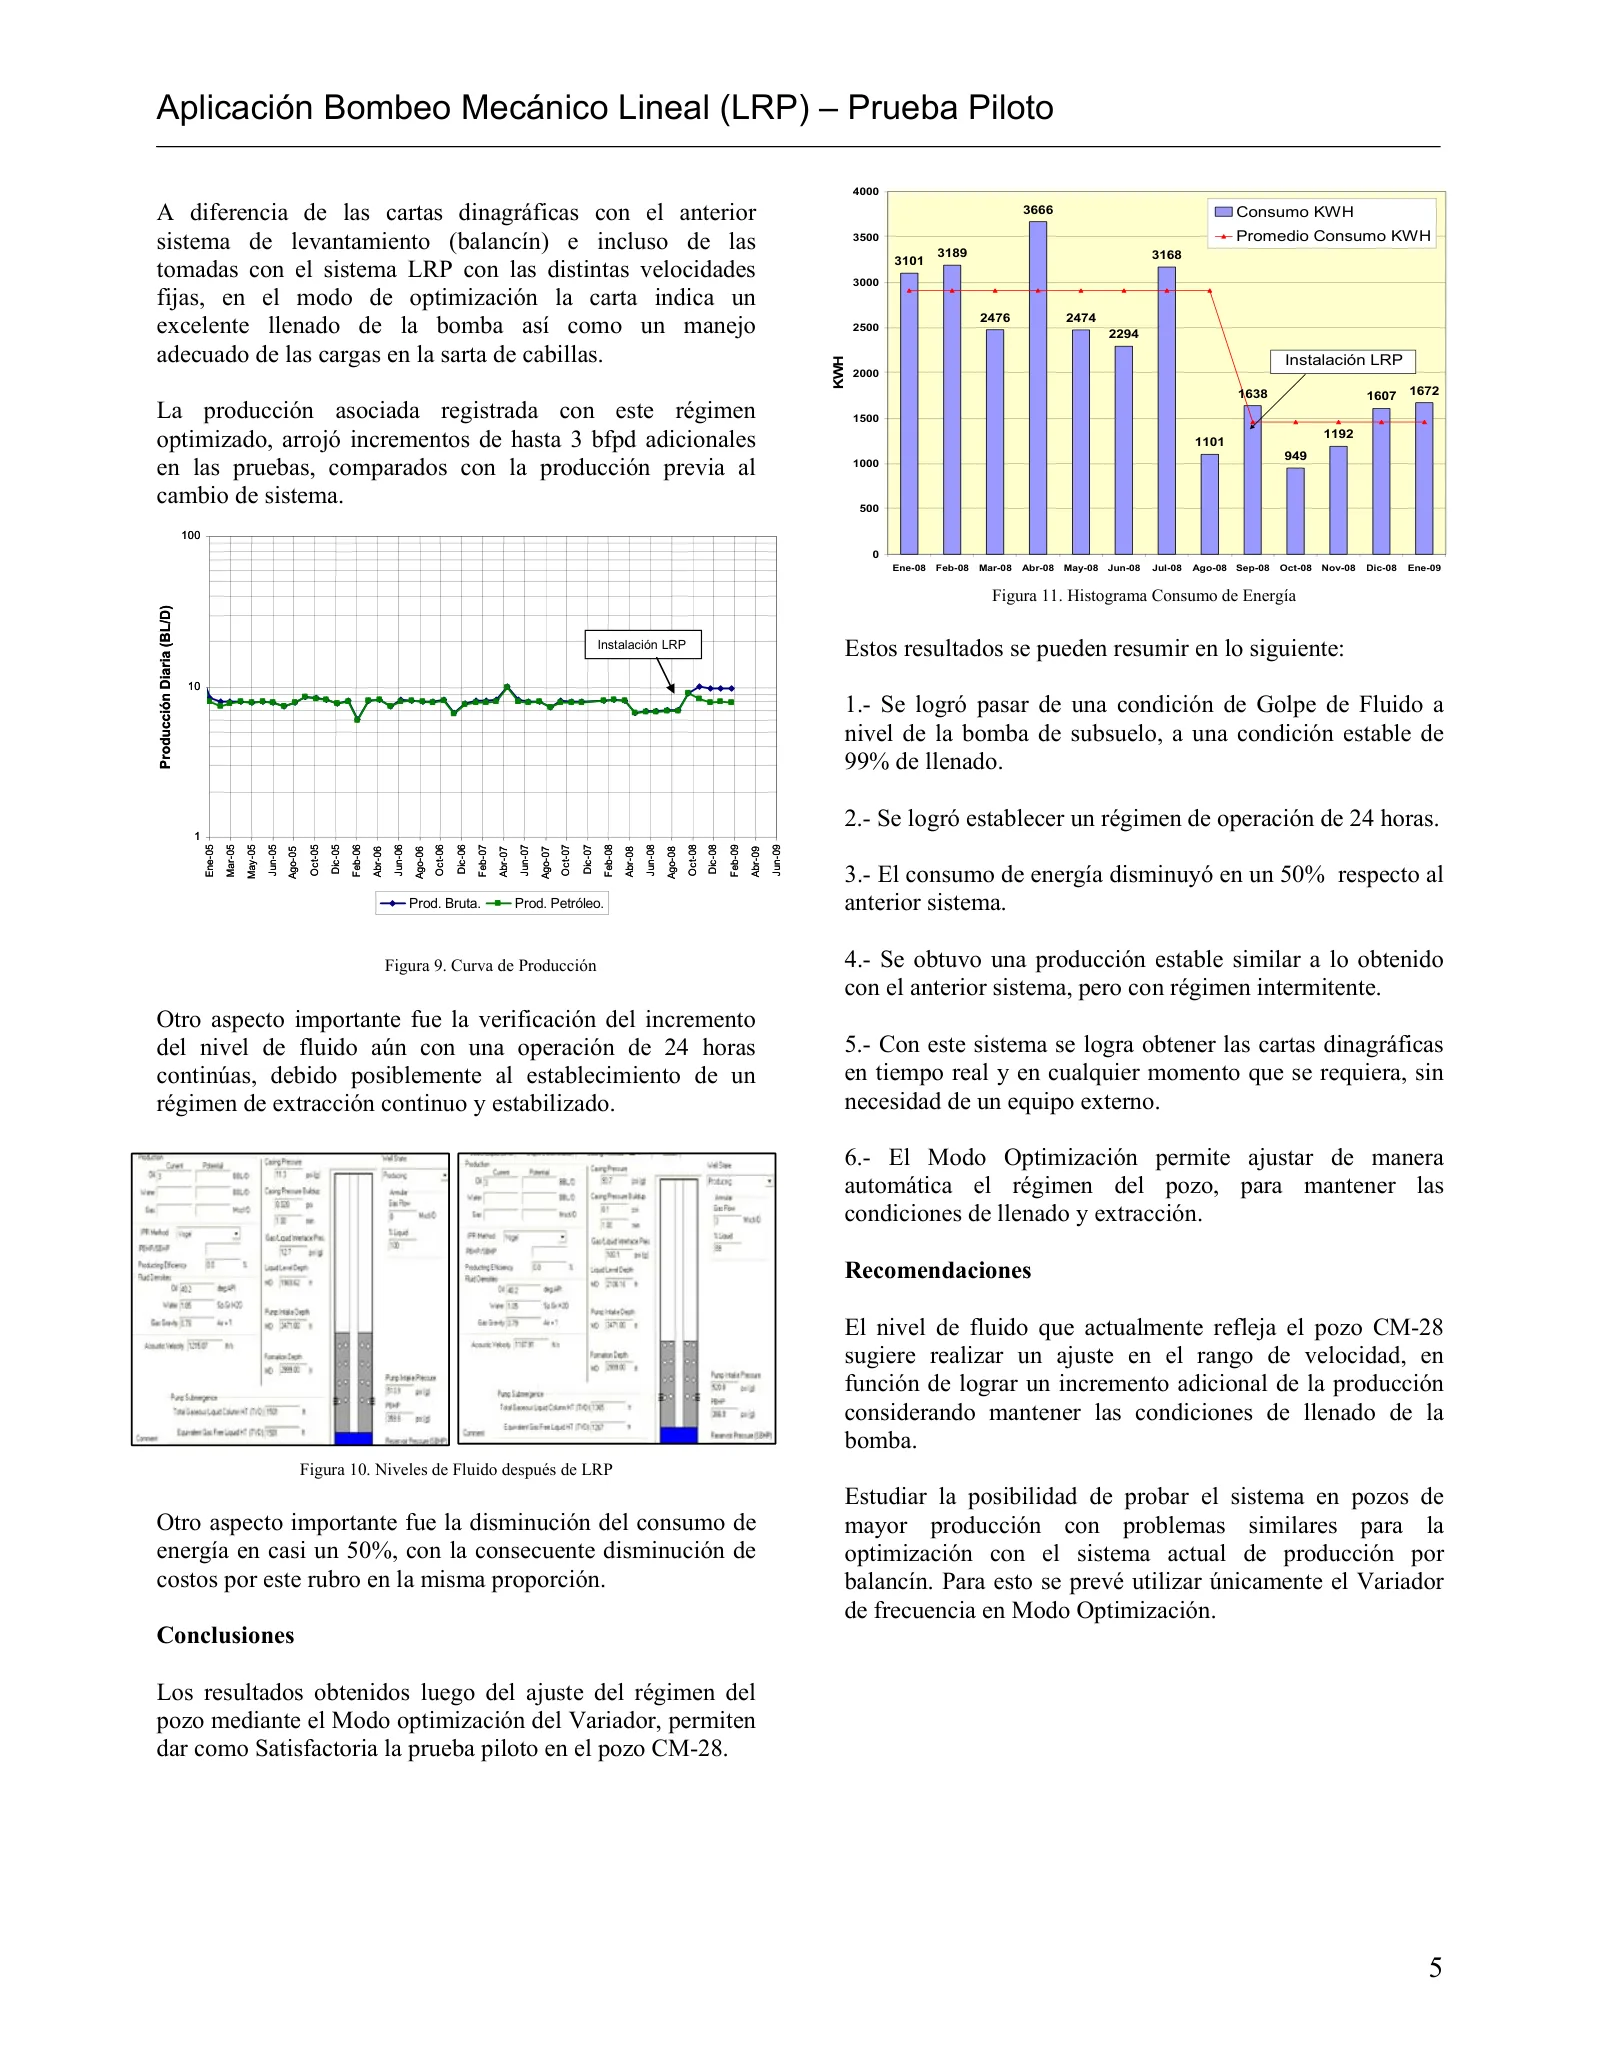 Aplicación Bombeo Mecánico Lineal (LRP) – Prueba Piloto
A diferencia de las cartas dinagráficas con el anterior
sistema de levantamiento (balancín) e incluso de las
tomadas con el sistema LRP con las distintas velocidades
fijas, en el modo de optimización la carta indica un
excelente llenado de la bomba así como un manejo
adecuado de las cargas en la sarta de cabillas.
La producción asociada registrada con este régimen
optimizado, arrojó incrementos de hasta 3 bfpd adicionales
en las pruebas, comparados con la producción previa al
cambio de sistema.
100
10
1
Producción Diaria (BL/D)
Instalación LRP
Ene-05 Mar-05 May-05 Jun-05 Ago-05 Oct-05 Dic-05 Feb-06 Abr-06 Jun-06 Ago-06 Oct-06 Dic-06 Feb-07 Abr-07 Jun-07 Ago-07 Oct-07 Dic-07 Feb-08 Abr-08 Jun-08 Ago-08 Oct-08 Dic-08 Feb-09 Abr-09 Jun-09
Prod. Bruta. Prod. Petróleo.
Figura 9. Curva de Producción
Otro aspecto importante fue la verificación del incremento
del nivel de fluido aún con una operación de 24 horas
continúas, debido posiblemente al establecimiento de un
régimen de extracción continuo y estabilizado.
Figura 10. Niveles de Fluido después de LRP
Otro aspecto importante fue la disminución del consumo de
energía en casi un 50%, con la consecuente disminución de
costos por este rubro en la misma proporción.
Conclusiones
Los resultados obtenidos luego del ajuste del régimen del
pozo mediante el Modo optimización del Variador, permiten
dar como Satisfactoria la prueba piloto en el pozo CM-28.
4000
3500
3000
2500
2000
1500
1000
500
0
KWH
Consumo KWH
Promedio Consumo KWH
3101 3189 2476 3666 2474 2294 3168 1101 1638 949 1192 1607 1672
Instalación LRP
Ene-08 Feb-08 Mar-08 Abr-08 May-08 Jun-08 Jul-08 Ago-08 Sep-08 Oct-08 Nov-08 Dic-08 Ene-09
Figura 11. Histograma Consumo de Energía
Estos resultados se pueden resumir en lo siguiente:
1.- Se logró pasar de una condición de Golpe de Fluido a
nivel de la bomba de subsuelo, a una condición estable de
99% de llenado.
2.- Se logró establecer un régimen de operación de 24 horas.
3.- El consumo de energía disminuyó en un 50% respecto al
anterior sistema.
4.- Se obtuvo una producción estable similar a lo obtenido
con el anterior sistema, pero con régimen intermitente.
5.- Con este sistema se logra obtener las cartas dinagráficas
en tiempo real y en cualquier momento que se requiera, sin
necesidad de un equipo externo.
6.- El Modo Optimización permite ajustar de manera
automática el régimen del pozo, para mantener las
condiciones de llenado y extracción.
Recomendaciones
El nivel de fluido que actualmente refleja el pozo CM-28
sugiere realizar un ajuste en el rango de velocidad, en
función de lograr un incremento adicional de la producción
considerando mantener las condiciones de llenado de la
bomba.
Estudiar la posibilidad de probar el sistema en pozos de
mayor producción con problemas similares para la
optimización con el sistema actual de producción por
balancín. Para esto se prevé utilizar únicamente el Variador
de frecuencia en Modo Optimización.
5